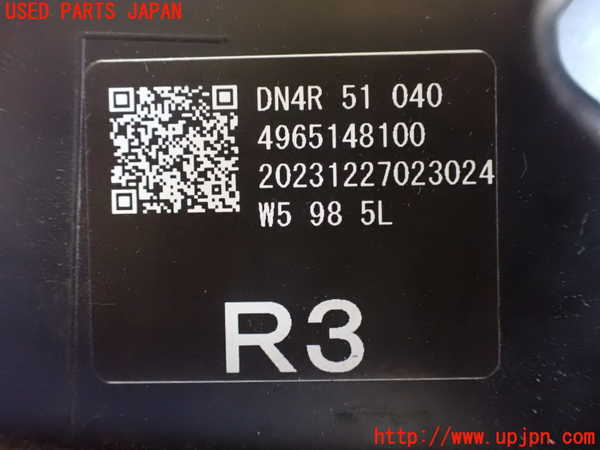 USED PARTS JAPAN
DN4R 51 040
4965148100
20231227023024
W5 98 5L
R3
http://www.upjpn.com/